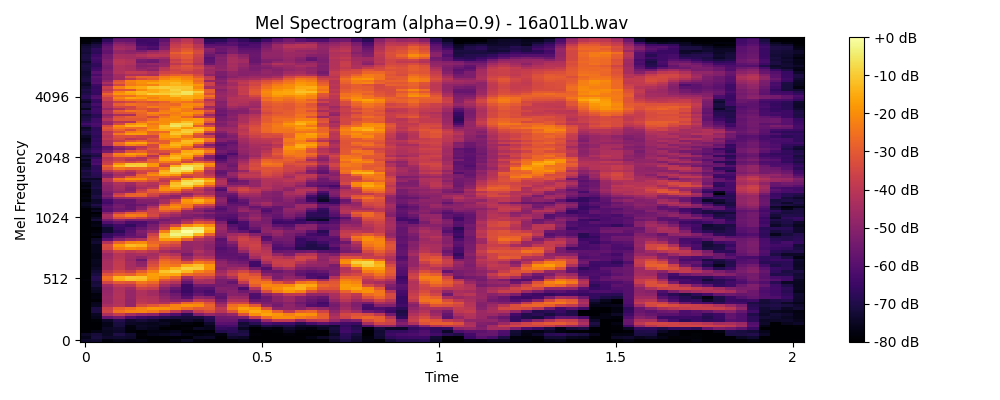 Mel Spectrogram (alpha=0.9) - 16a01Lb.wav
Mel Frequency
4096
2048
1024
512
0
0
0.5
1
1.5
2
Time
+0 dB
-10 dB
-20 dB
-30 dB
-40 dB
-50 dB
-60 dB
-70 dB
-80 dB